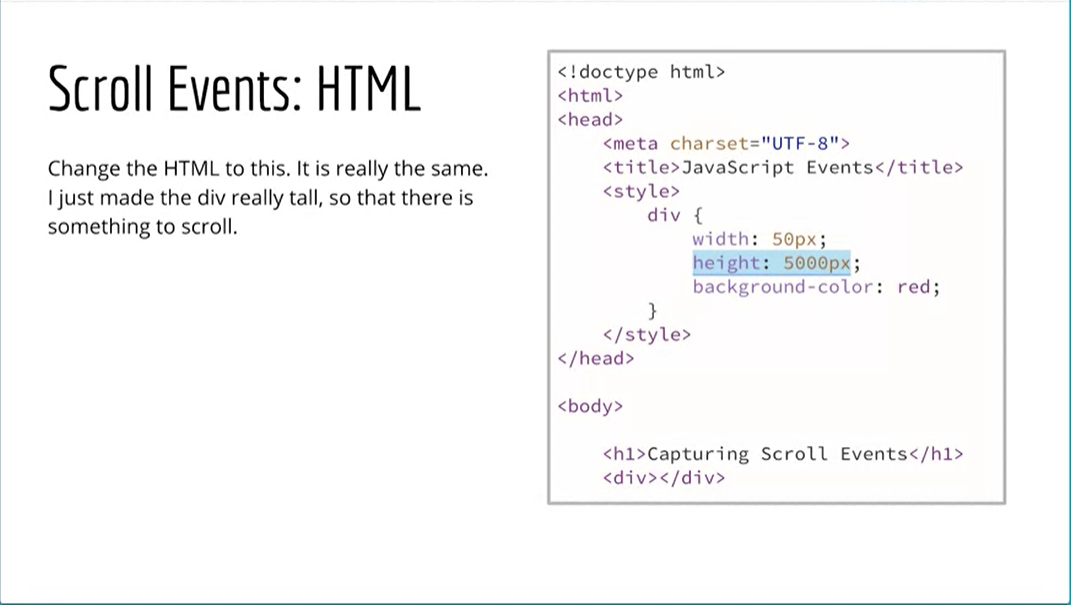 Scroll Events: HTML
Change the HTML to this. It is really the same.
I just made the div really tall, so that there is
something to scroll.
<!doctype html>
<html>
<head>
    <meta charset="UTF-8">
    <title>JavaScript Events</title>
    <style>
        div {
            width: 50px;
            height: 5000px;
            background-color: red;
        }
    </style>
</head>
<body>
    <h1>Capturing Scroll Events</h1>
    <div></div>